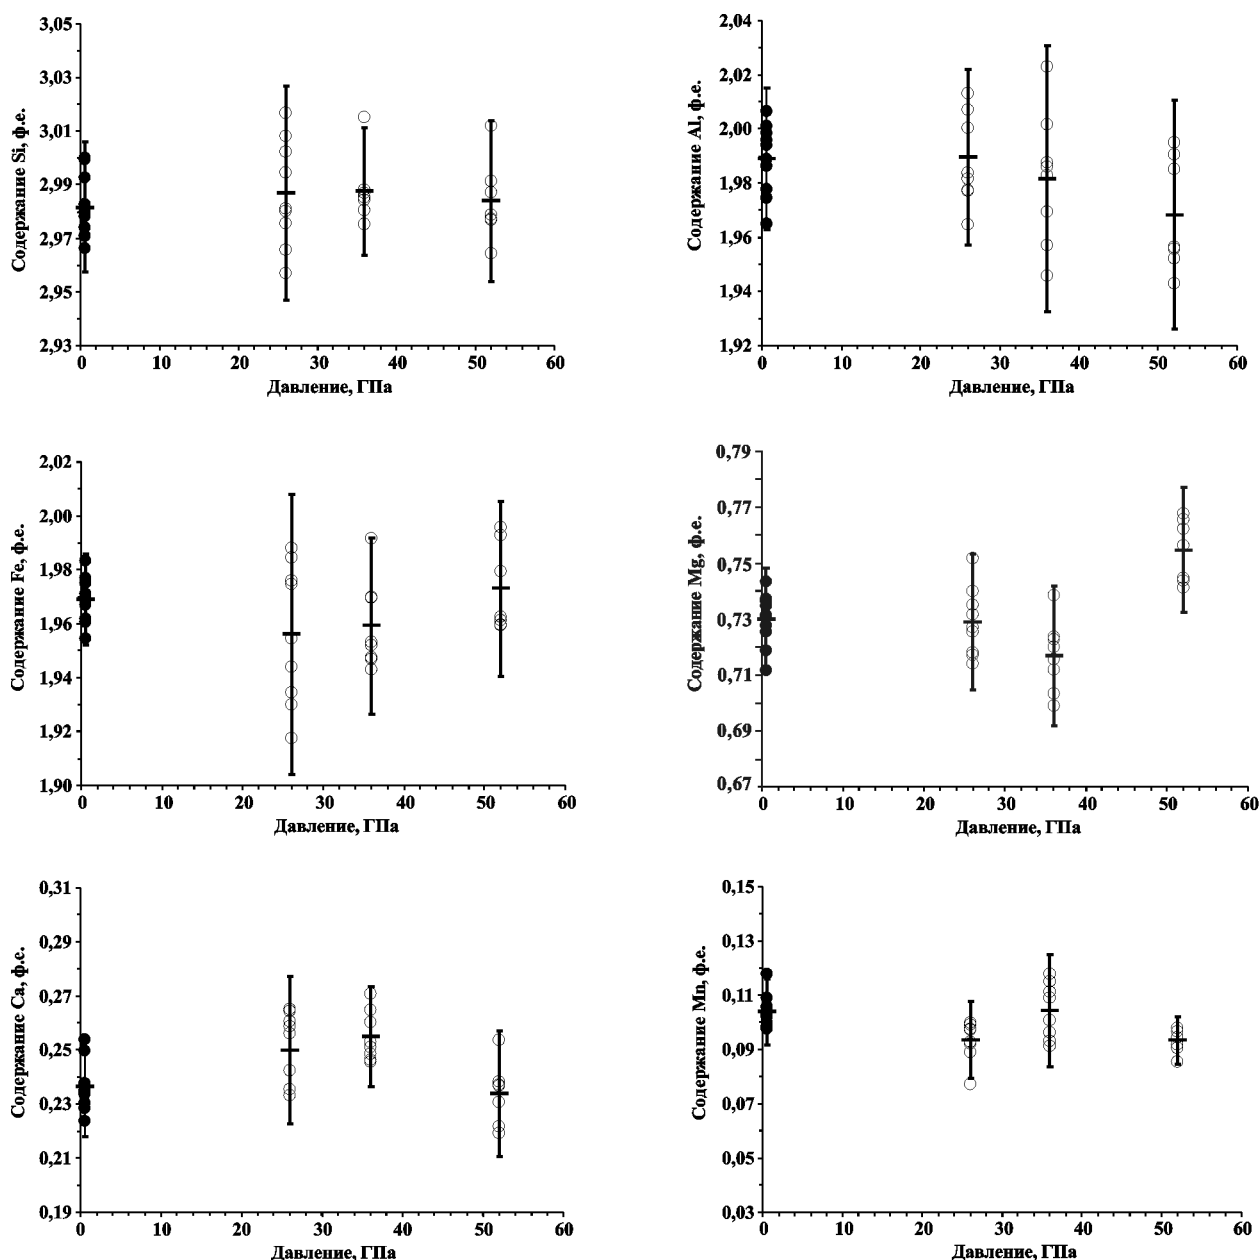 Содержание Si, ф.е.
3,05
3,03
3,01
2,99
2,97
2,95
2,93
0 10 20 30 40 50 60
Давление, ГПа
Содержание Al, ф.е.
2,04
2,02
2,00
1,98
1,96
1,94
1,92
0 10 20 30 40 50 60
Давление, ГПа
Содержание Fe, ф.е.
2,02
2,00
1,98
1,96
1,94
1,92
1,90
0 10 20 30 40 50 60
Давление, ГПа
Содержание Mg, ф.е.
0,79
0,77
0,75
0,73
0,71
0,69
0,67
0 10 20 30 40 50 60
Давление, ГПа
Содержание Ca, ф.е.
0,31
0,29
0,27
0,25
0,23
0,21
0,19
0 10 20 30 40 50 60
Давление, ГПа
Содержание Mn, ф.е.
0,15
0,13
0,11
0,09
0,07
0,05
0,03
0 10 20 30 40 50 60
Давление, ГПа